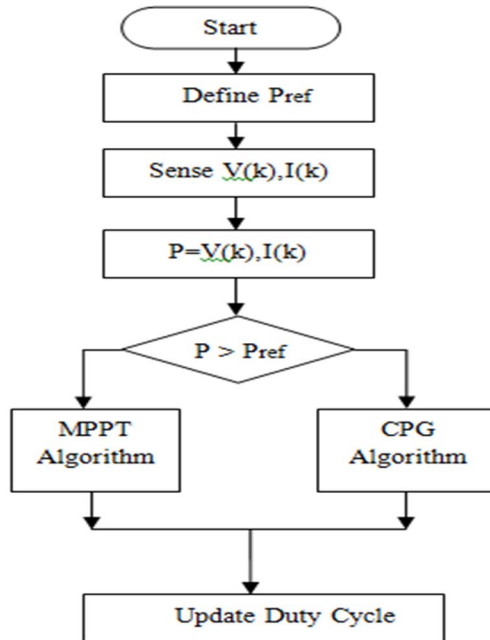 Start
Define Pref
Sense V(k),I(k)
P=V(k),I(k)
P > Pref
MPPT
Algorithm
CPG
Algorithm
Update Duty Cycle